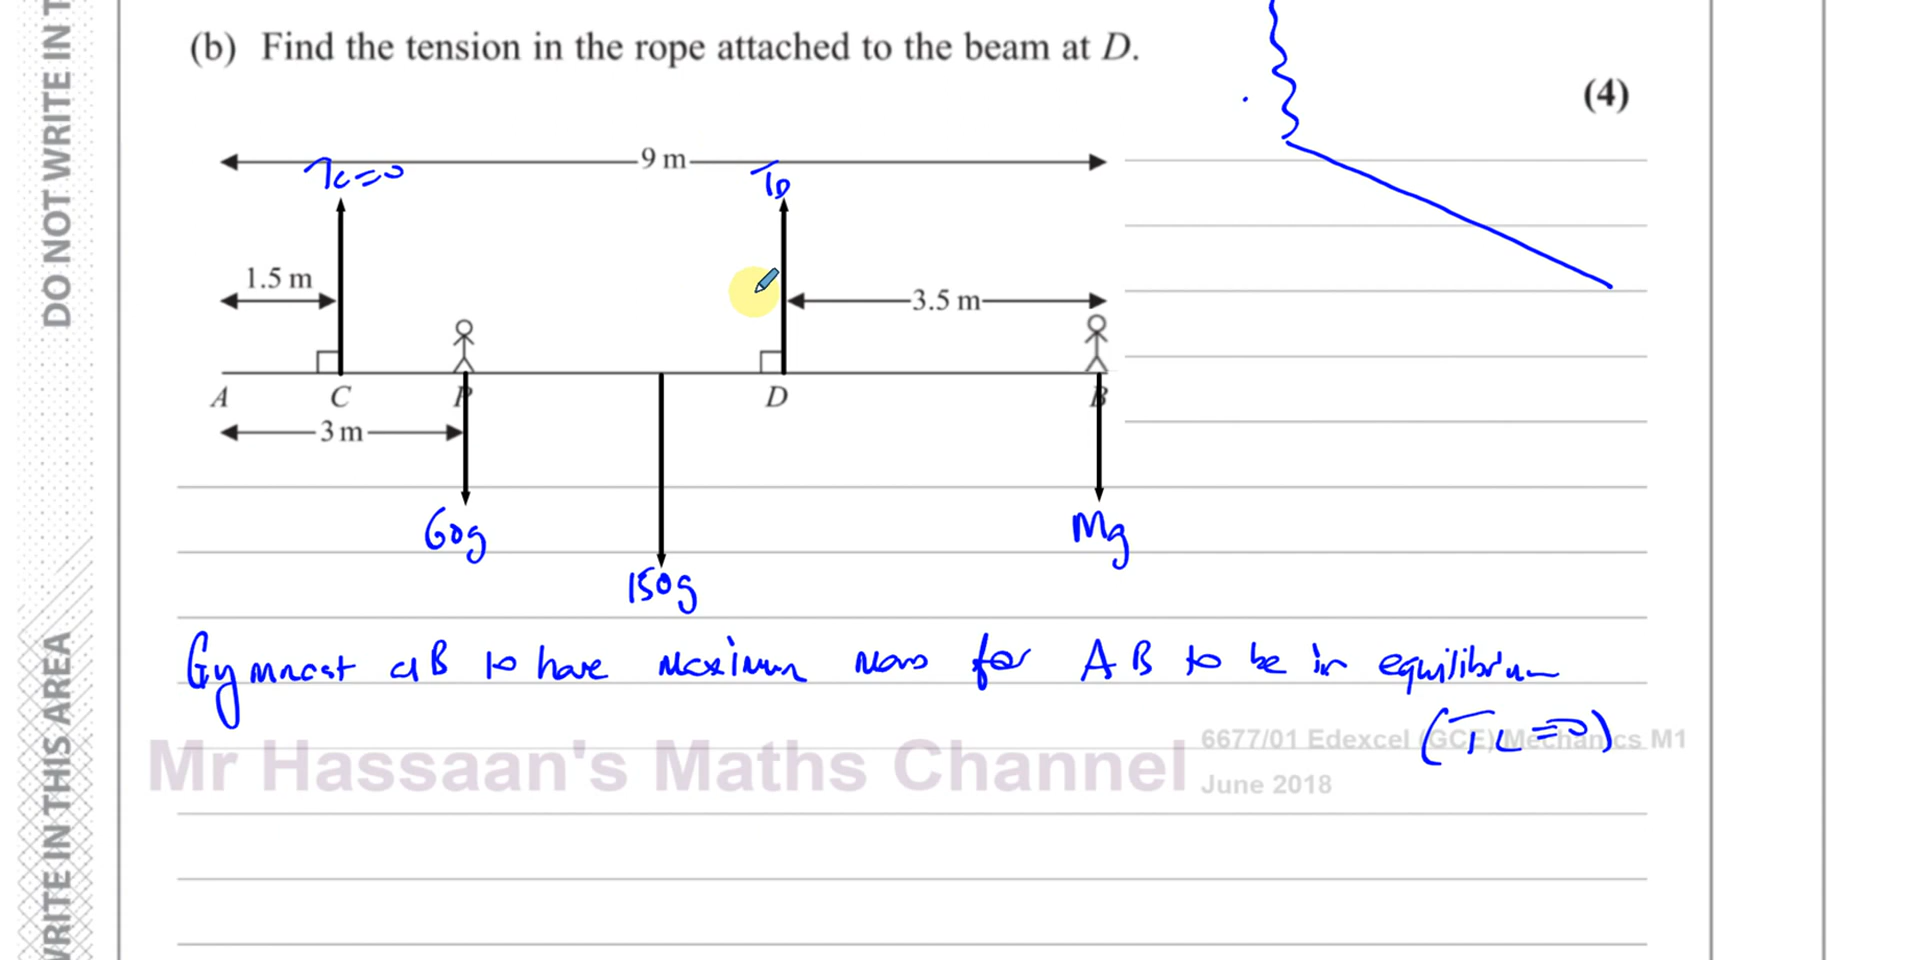 DO NOT WRITE IN T
WRITE IN THIS AREA
(b) Find the tension in the rope attached to the beam at D.
(4)
9 m
Tc=0
TD
1.5 m
3.5 m
A
C
P
D
B
3 m
60g
150g
Mg
Gymnast at B to have maximum mass for AB to be in equilibrium
(Tc=0)
Mr Hassaan's Maths Channel
6677/01 Edexcel (GCE) Mechanics M1
June 2018